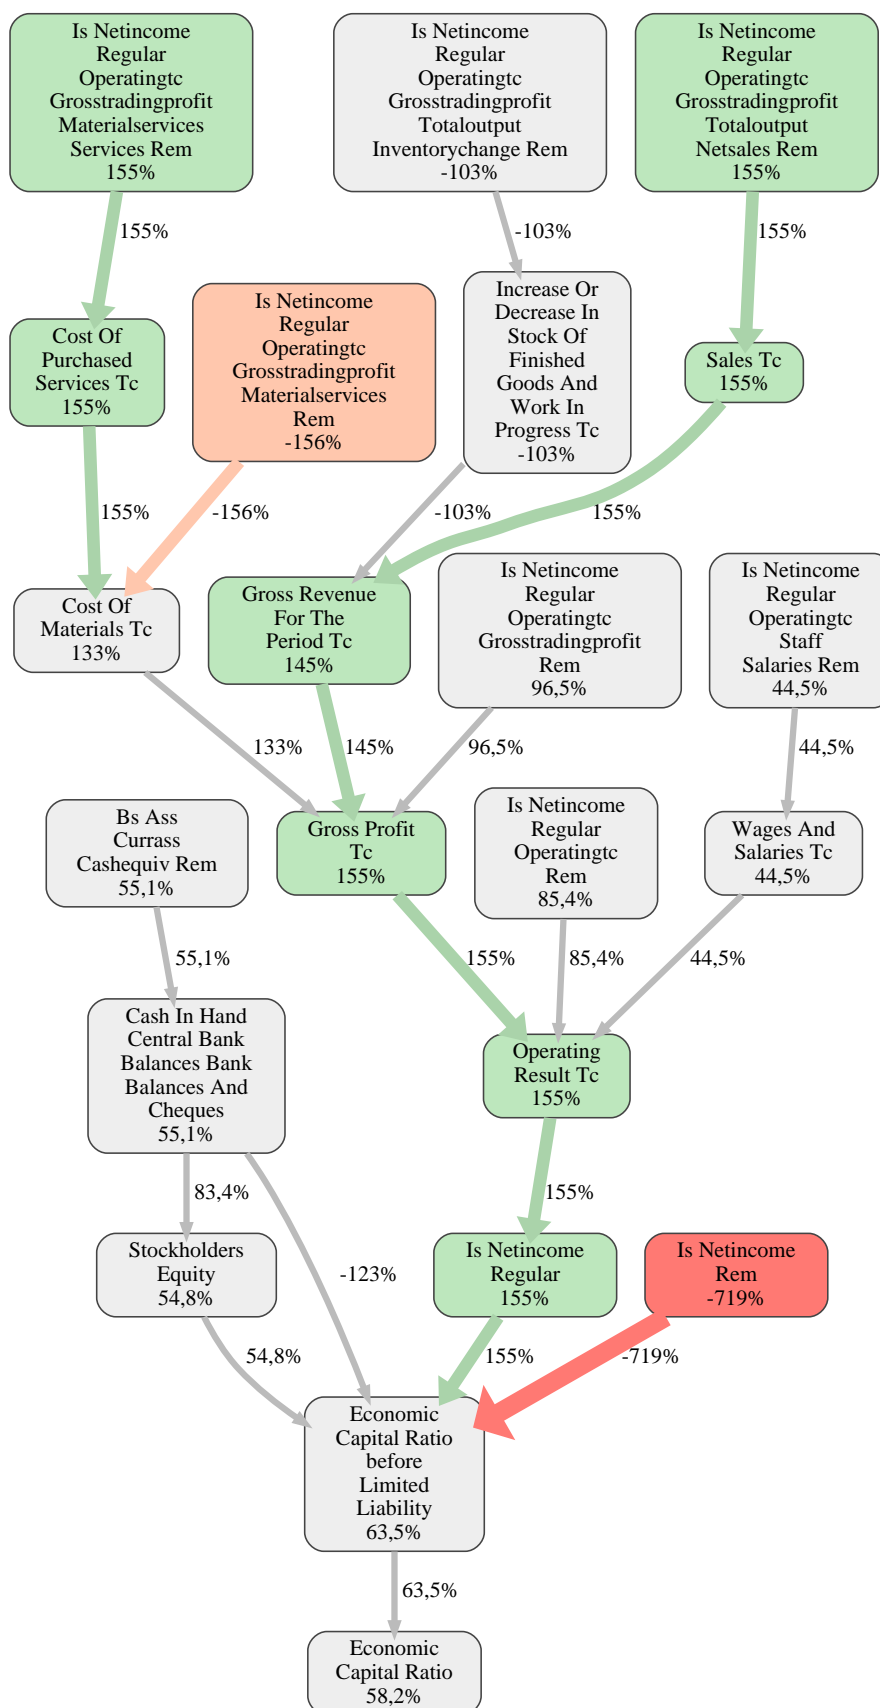 Is Netincome
Regular
Operatingtc
Grosstradingprofit
Materialservices
Services Rem
155%
Is Netincome
Regular
Operatingtc
Grosstradingprofit
Totaloutput
Inventorychange Rem
-103%
Is Netincome
Regular
Operatingtc
Grosstradingprofit
Totaloutput
Netsales Rem
155%
155%
-103%
155%
Cost Of
Purchased
Services Tc
155%
Is Netincome
Regular
Operatingtc
Grosstradingprofit
Materialservices
Rem
-156%
Increase Or
Decrease In
Stock Of
Finished
Goods And
Work In
Progress Tc
-103%
Sales Tc
155%
155%
-156%
-103%
155%
Cost Of
Materials Tc
133%
Gross Revenue
For The
Period Tc
145%
Is Netincome
Regular
Operatingtc
Grosstradingprofit
Rem
96,5%
Is Netincome
Regular
Operatingtc
Staff
Salaries Rem
44,5%
133%
145%
96,5%
44,5%
Bs Ass
Currass
Cashequiv Rem
55,1%
Gross Profit
Tc
155%
Is Netincome
Regular
Operatingtc
Rem
85,4%
Wages And
Salaries Tc
44,5%
55,1%
155%
85,4%
44,5%
Cash In Hand
Central Bank
Balances Bank
Balances And
Cheques
55,1%
Operating
Result Tc
155%
83,4%
-123%
155%
Stockholders
Equity
54,8%
Is Netincome
Regular
155%
Is Netincome
Rem
-719%
54,8%
155%
-719%
Economic
Capital Ratio
before
Limited
Liability
63,5%
63,5%
Economic
Capital Ratio
58,2%